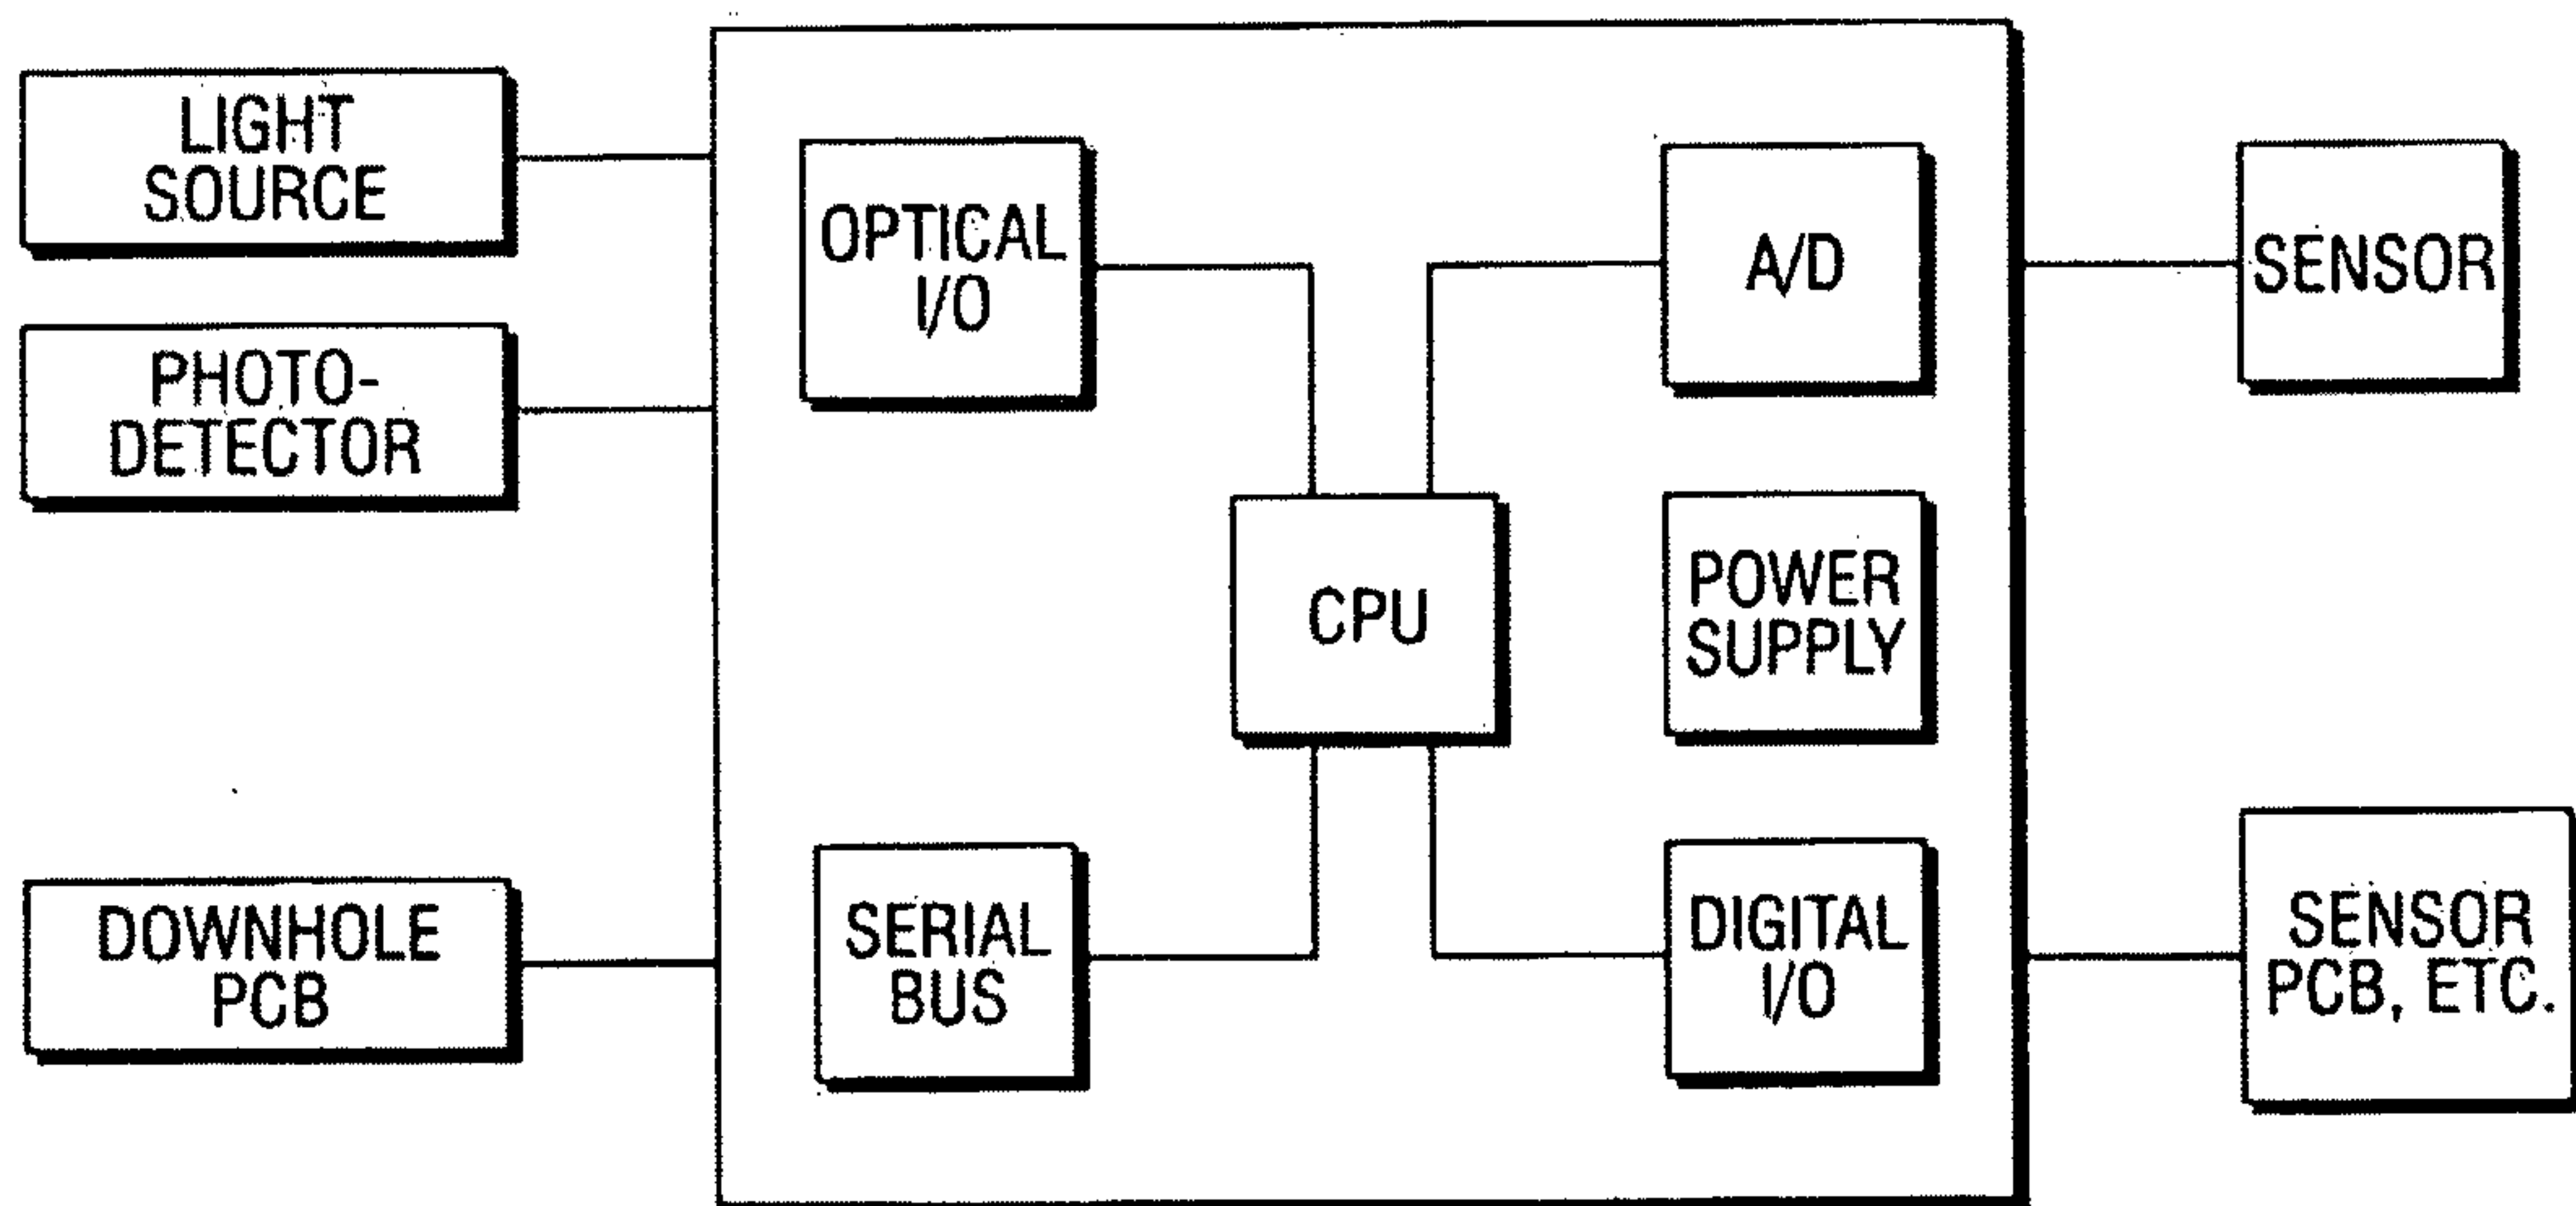 LIGHT
SOURCE
PHOTO-
DETECTOR
DOWNHOLE
PCB
OPTICAL
I/O
SERIAL
BUS
CPU
A/D
POWER
SUPPLY
DIGITAL
I/O
SENSOR
SENSOR
PCB, ETC.